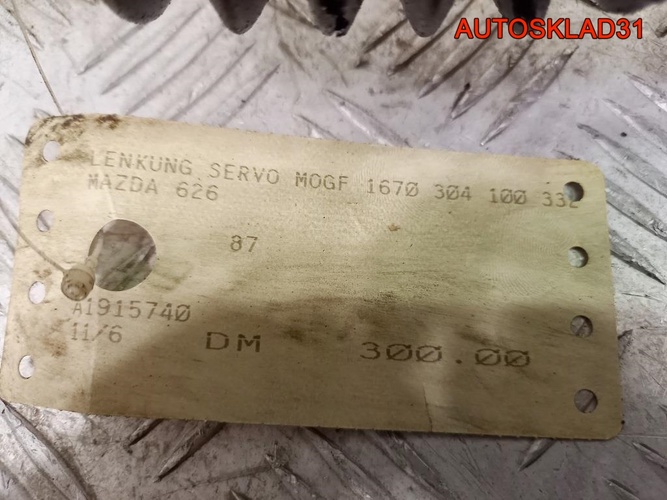 AUTOSKLAD31
LENKUNG SERVO MOGF 1670 304 100 332
MAZDA 626
87
A1915740
11/6
DM 300.00